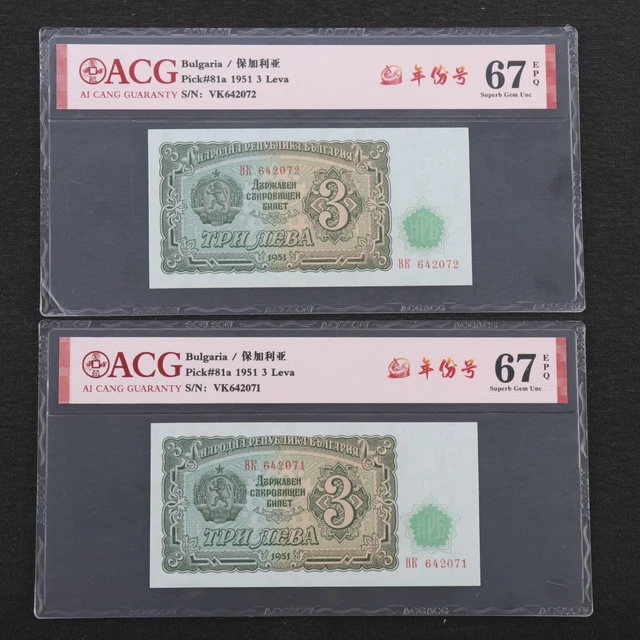 ACG
AI CANG GUARANTY
Bulgaria / 保加利亚
Pick#81a 1951 3 Leva
S/N: VK642072
年份号
67 EPQ
Superb Gem Unc
НАРОДНА РЕПУБЛИКА БЪЛГАРИЯ
ВК 642072
ДЪРЖАВЕН
СЪКРОВИЩЕН
БИЛЕТ
3
ТРИ ЛЕВА
1951
НРБ
ВК 642072
ACG
AI CANG GUARANTY
Bulgaria / 保加利亚
Pick#81a 1951 3 Leva
S/N: VK642071
年份号
67 EPQ
Superb Gem Unc
НАРОДНА РЕПУБЛИКА БЪЛГАРИЯ
ВК 642071
ДЪРЖАВЕН
СЪКРОВИЩЕН
БИЛЕТ
3
ТРИ ЛЕВА
1951
НРБ
ВК 642071